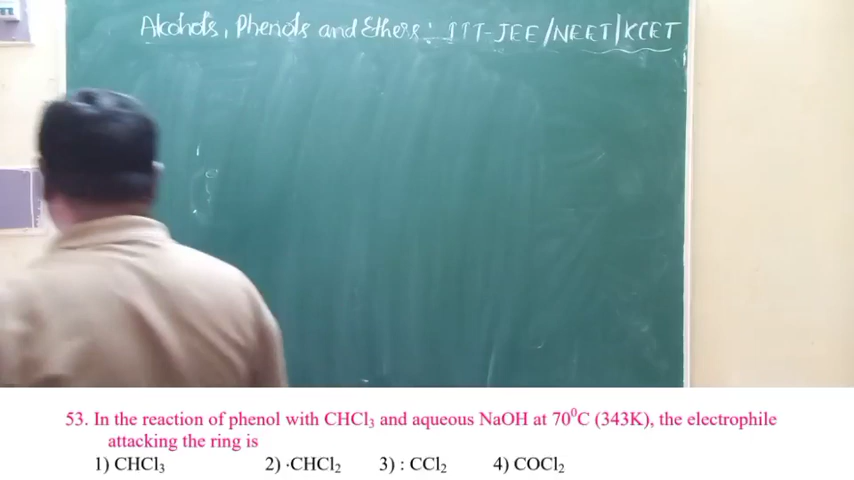 Alcohols, Phenols and Ethers : IIT-JEE/NEET/KCET
53. In the reaction of phenol with CHCl₃ and aqueous NaOH at 70⁰C (343K), the electrophile
attacking the ring is
1) CHCl₃ 2) ·CHCl₂ 3) : CCl₂ 4) COCl₂